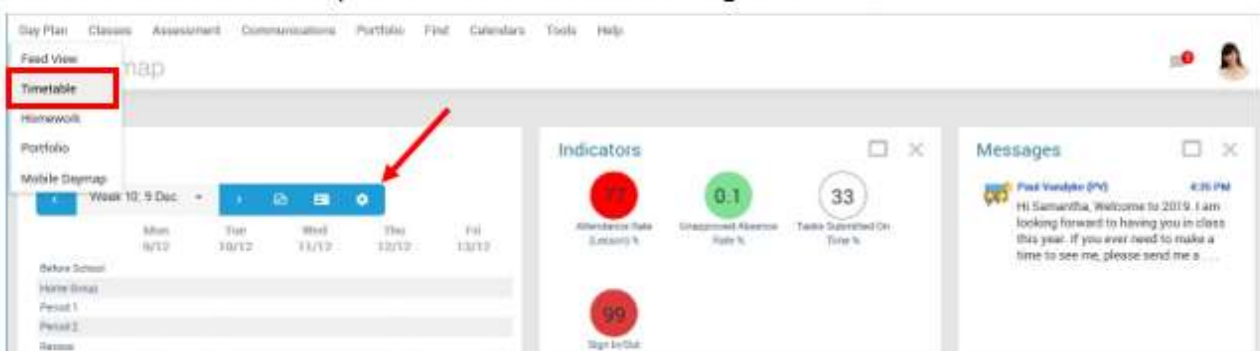 Day Plan Classes Assessment Communications Portfolio Find Calendars Tools Help
Feed View
map
Timetable
Homework
Portfolio
Mobile Daymap
Week 10, 9 Dec
Mon Tue Wed Thu Fri
9/12 10/12 11/12 12/12 13/12
Before School
Home Group
Period 1
Period 2
Recess
Indicators
77
Attendance Rate
(Lesson) %
0.1
Unapproved Absence
Rate %
33
Tasks Submitted On
Time %
99
Sign In/Out
Messages
Paul Vandyke (PV) 4:35 PM
Hi Samantha, Welcome to 2019. I am
looking forward to having you in class
this year. If you ever need to make a
time to see me, please send me a ....